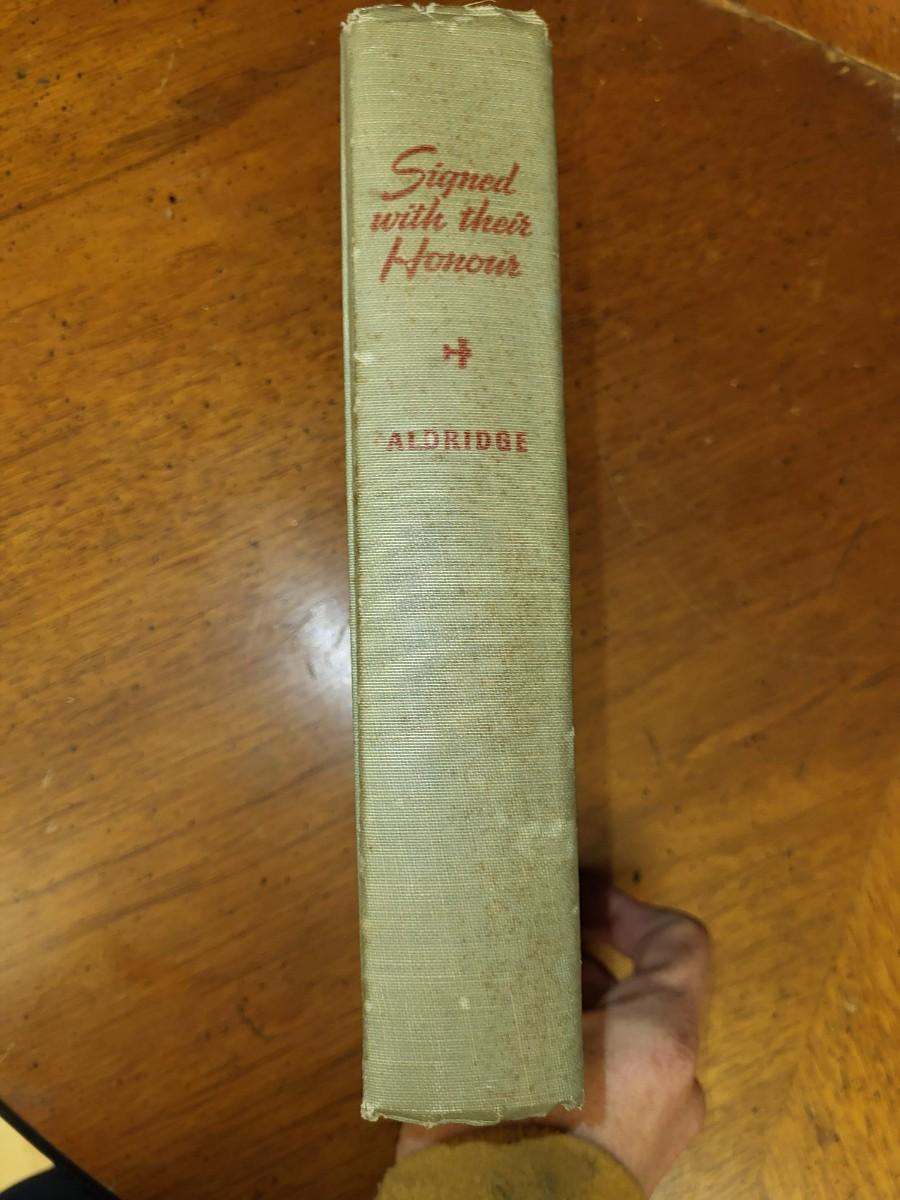 Signed
with their
Honour
ALDRIDGE